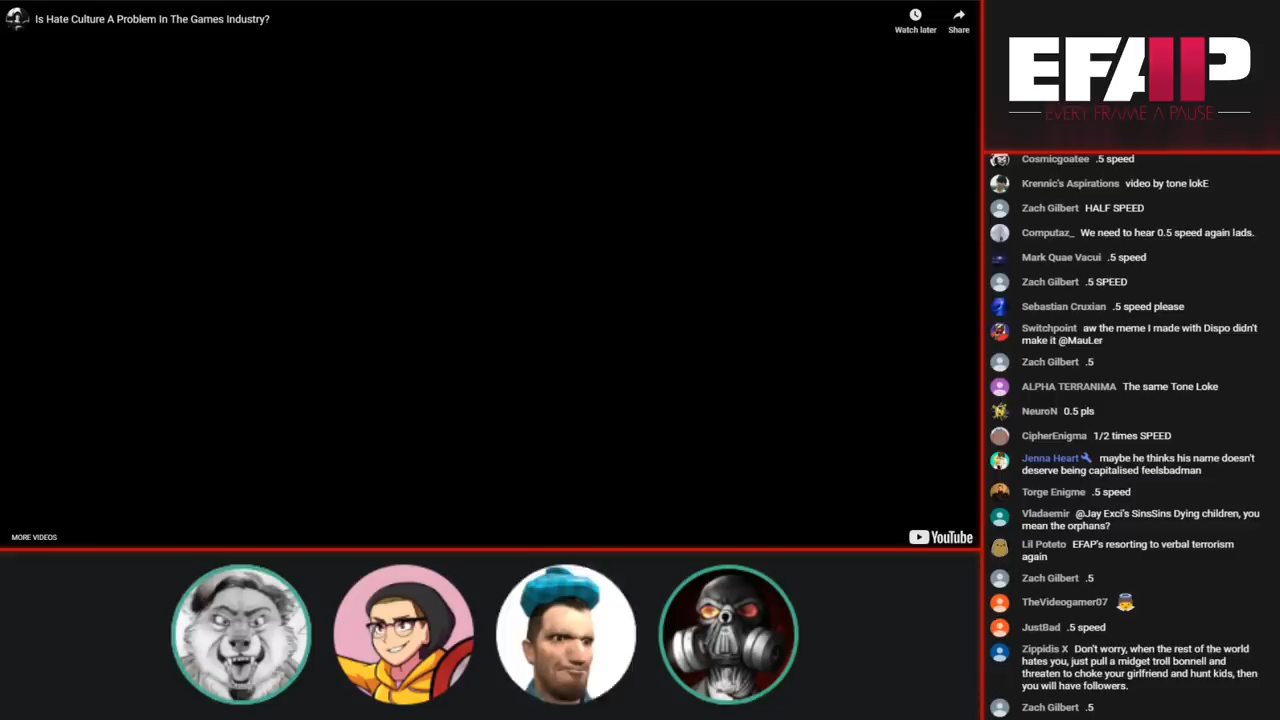 Is Hate Culture A Problem In The Games Industry?
Watch later
Share
MORE VIDEOS
YouTube
EFAP
EVERY FRAME A PAUSE
Cosmicgoatee .5 speed
Krennic's Aspirations video by tone lokE
Zach Gilbert HALF SPEED
Computaz_ We need to hear 0.5 speed again lads.
Mark Quae Vacui .5 speed
Zach Gilbert .5 SPEED
Sebastian Cruxian .5 speed please
Switchpoint aw the meme I made with Dispo didn't
make it @MauLer
Zach Gilbert .5
ALPHA TERRANIMA The same Tone Loke
NeuroN 0.5 pls
CipherEnigma 1/2 times SPEED
Jenna Heart maybe he thinks his name doesn't
deserve being capitalised feelsbadman
Torge Enigme .5 speed
Vladaemir @Jay Exci's SinsSins Dying children, you
mean the orphans?
Lil Poteto EFAP's resorting to verbal terrorism
again
Zach Gilbert .5
TheVideogamer07
JustBad .5 speed
Zippidis X Don't worry, when the rest of the world
hates you, just pull a midget troll bonnell and
threaten to choke your girlfriend and hunt kids, then
you will have followers.
Zach Gilbert .5